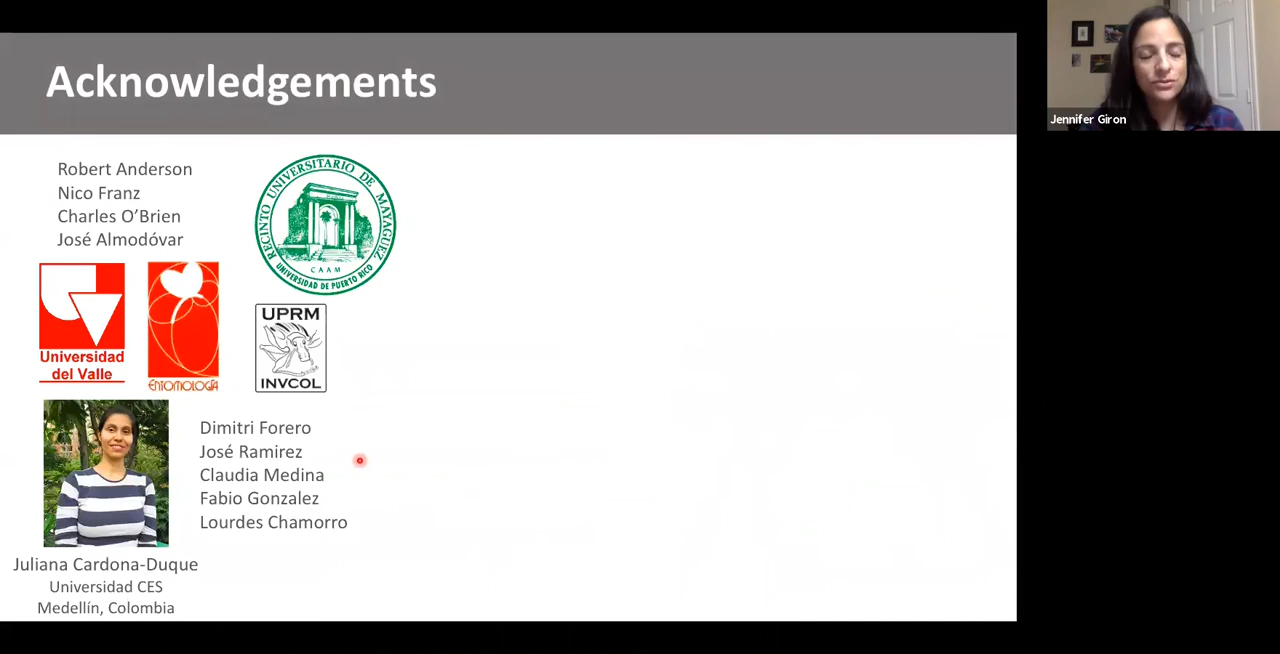 Acknowledgements
Jennifer Giron
Robert Anderson
Nico Franz
Charles O'Brien
José Almodóvar
RECINTO UNIVERSITARIO DE MAYAGUEZ
CAAM
UNIVERSIDAD DE PUERTO RICO
Universidad
del Valle
ENTOMOLOGÍA
UPRM
INVCOL
Dimitri Forero
José Ramirez
Claudia Medina
Fabio Gonzalez
Lourdes Chamorro
Juliana Cardona-Duque
Universidad CES
Medellín, Colombia